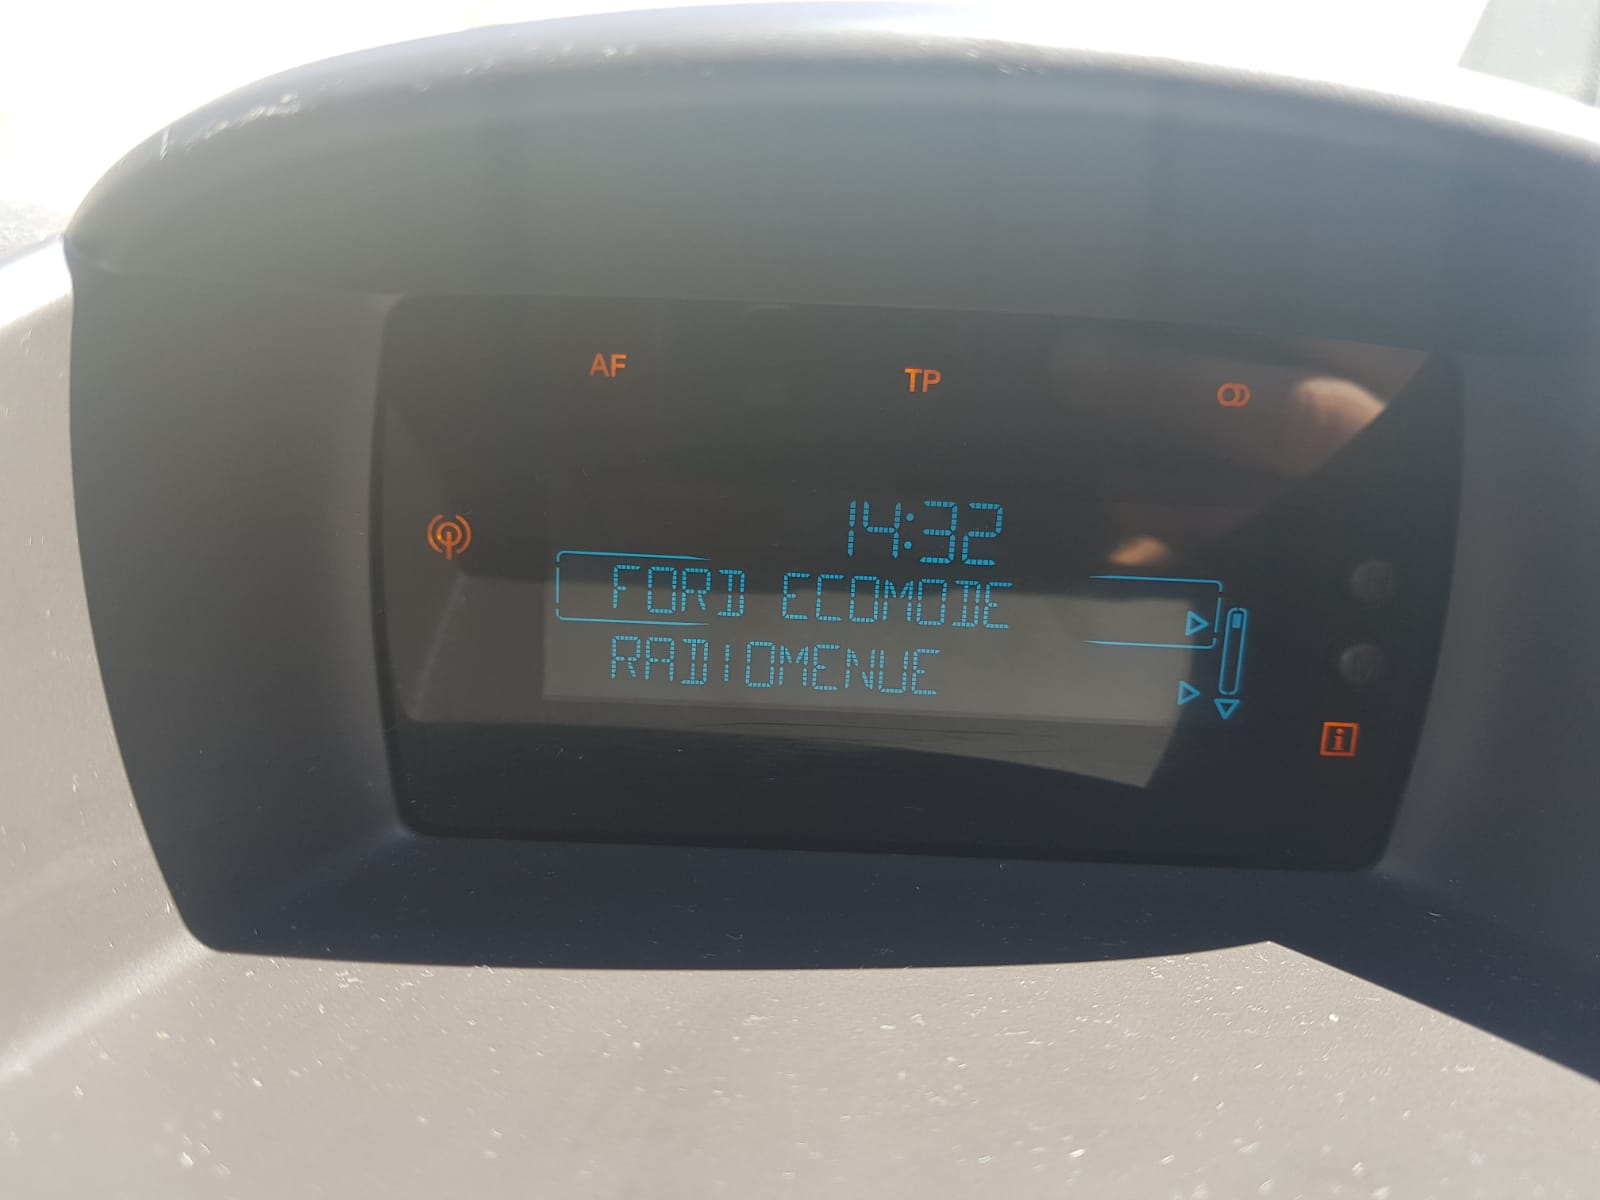 AF TP
14:32
FORD ECOMODE
RADIOMENUE
i